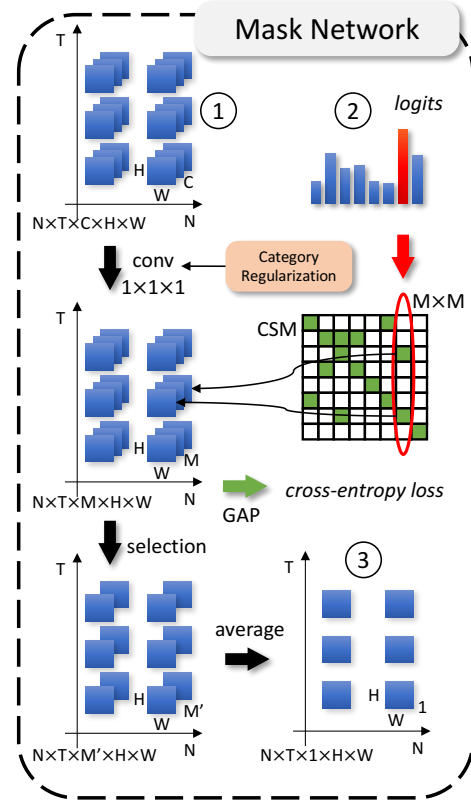 Mask Network
T
1
H
W
C
N
N×T×C×H×W
2
logits
conv
1×1×1
Category
Regularization
M×M
CSM
T
H
W
M
N
N×T×M×H×W
GAP
cross-entropy loss
selection
T
H
W
M'
N
N×T×M'×H×W
average
3
T
H
W
1
N
N×T×1×H×W